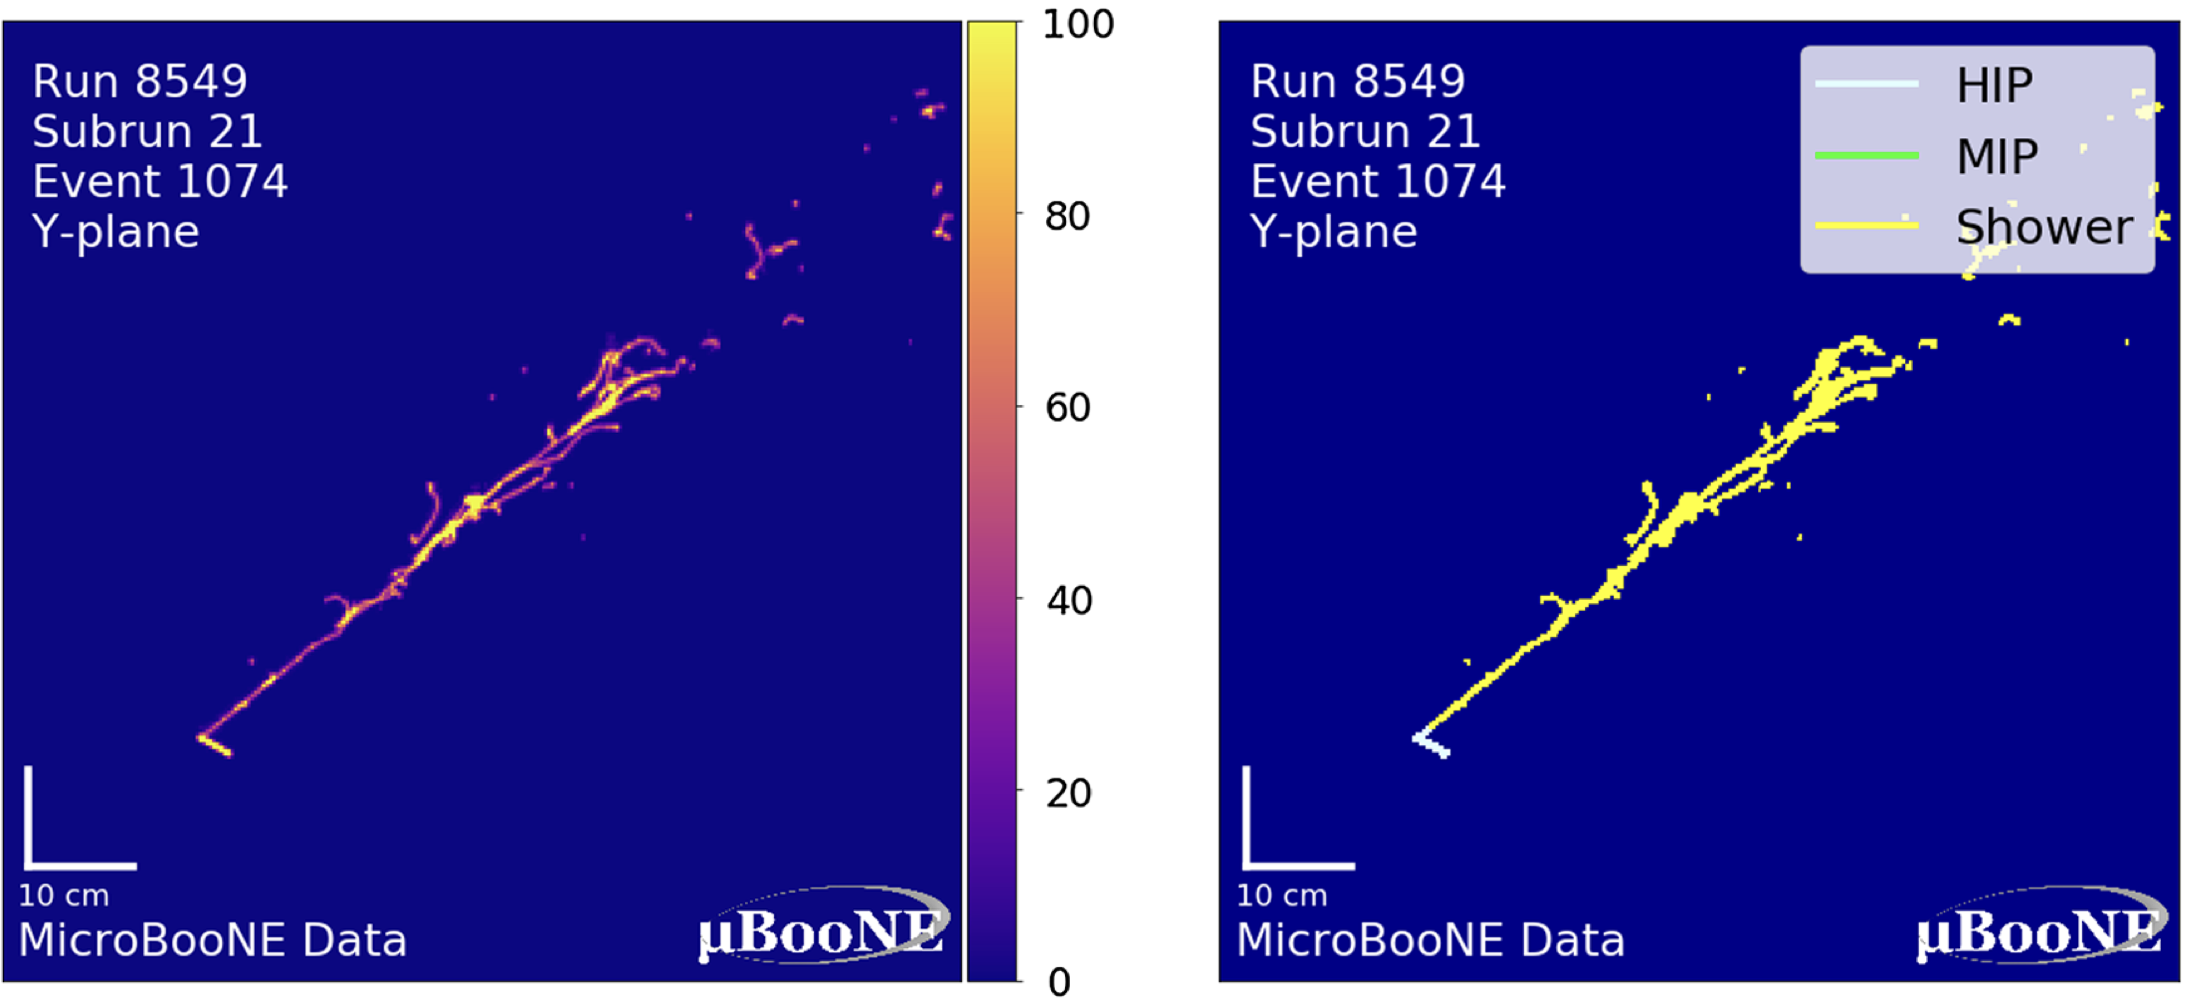 Run 8549
Subrun 21
Event 1074
Y-plane
10 cm
MicroBooNE Data
μBooNE
100
80
60
40
20
0
Run 8549
Subrun 21
Event 1074
Y-plane
HIP
MIP
Shower
10 cm
MicroBooNE Data
μBooNE